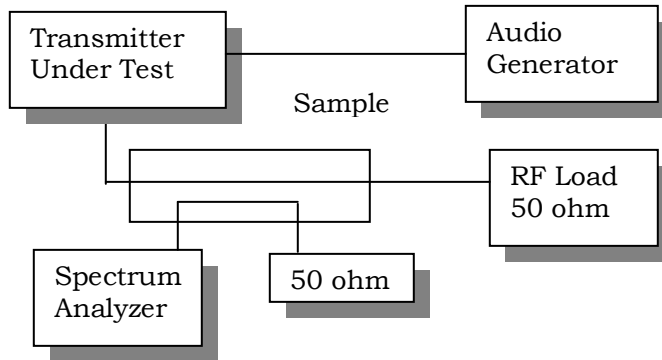 Transmitter
Under Test
Audio
Generator
Sample
RF Load
50 ohm
Spectrum
Analyzer
50 ohm